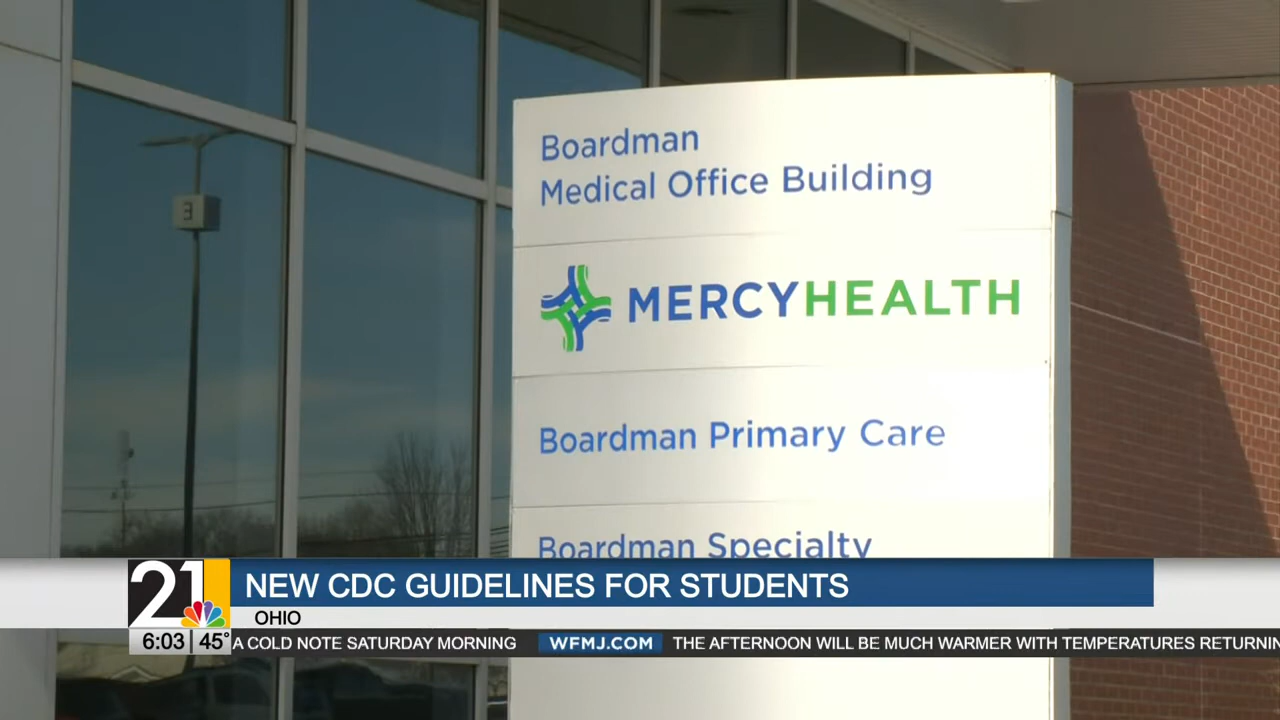 Boardman
Medical Office Building
MERCYHEALTH
Boardman Primary Care
Boardman Specialty
21
NEW CDC GUIDELINES FOR STUDENTS
OHIO
6:03 45° A COLD NOTE SATURDAY MORNING WFMJ.COM THE AFTERNOON WILL BE MUCH WARMER WITH TEMPERATURES RETURNIN